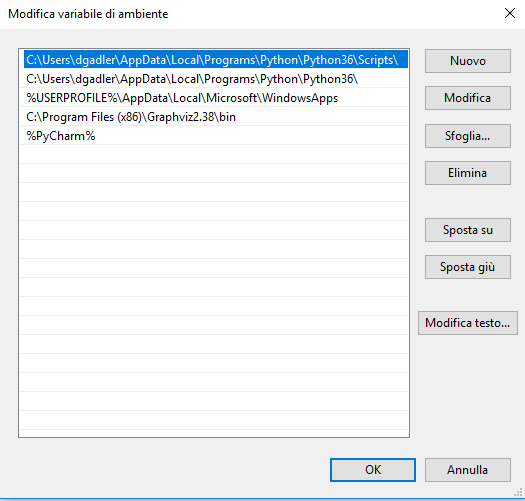 Modifica variabile di ambiente
C:\Users\dgadler\AppData\Local\Programs\Python\Python36\Scripts\
C:\Users\dgadler\AppData\Local\Programs\Python\Python36\
%USERPROFILE%\AppData\Local\Microsoft\WindowsApps
C:\Program Files (x86)\Graphviz2.38\bin
%PyCharm%
Nuovo
Modifica
Sfoglia...
Elimina
Sposta su
Sposta giù
Modifica testo...
OK
Annulla